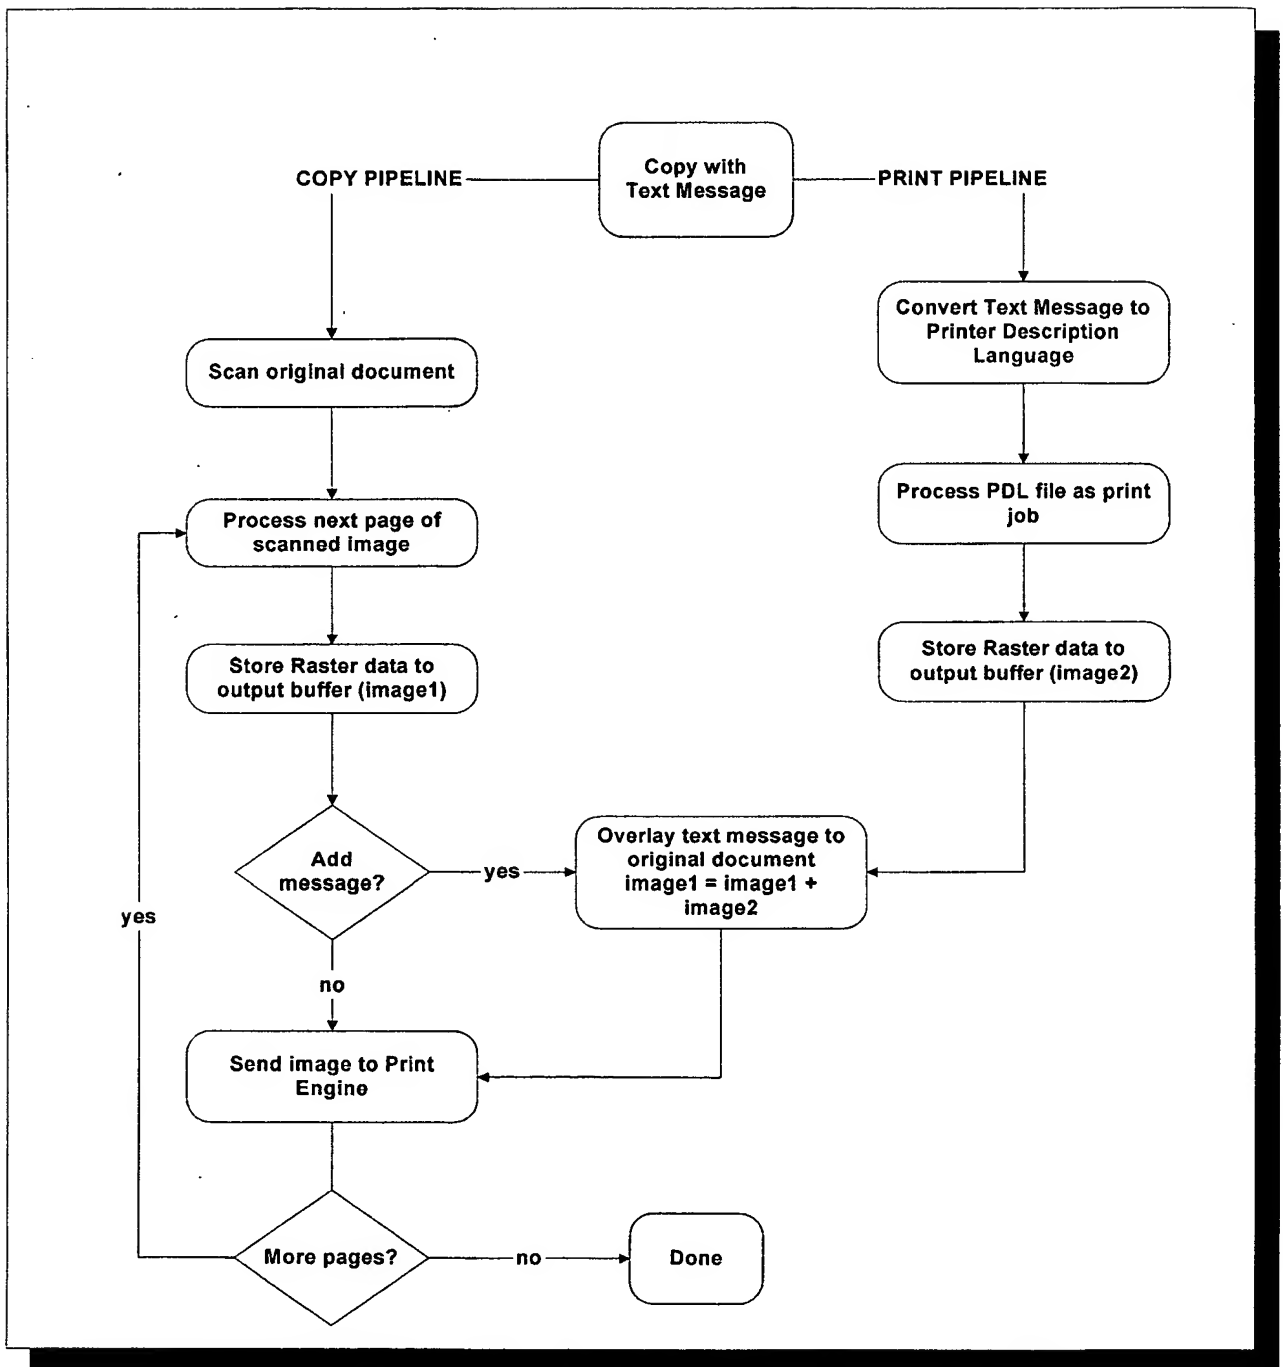 Copy with
Text Message
COPY PIPELINE
PRINT PIPELINE
Convert Text Message to
Printer Description
Language
Scan original document
Process PDL file as print
job
Process next page of
scanned image
Store Raster data to
output buffer (image2)
Store Raster data to
output buffer (image1)
Add
message?
yes
Overlay text message to
original document
image1 = image1 +
image2
yes
no
Send image to Print
Engine
More pages?
no
Done